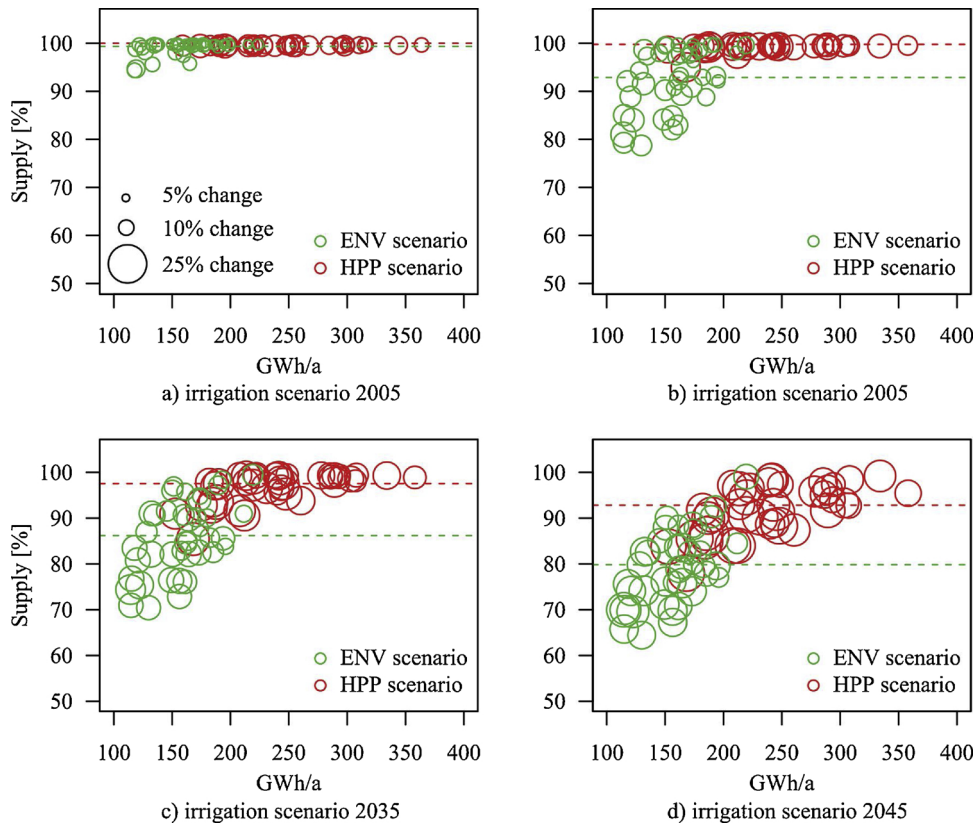 100
90
80
70
60
50
Supply [%]
5% change
10% change
25% change
ENV scenario
HPP scenario
100 150 200 250 300 350 400
GWh/a
a) irrigation scenario 2005
100
90
80
70
60
50
ENV scenario
HPP scenario
100 150 200 250 300 350 400
GWh/a
b) irrigation scenario 2005
100
90
80
70
60
50
Supply [%]
ENV scenario
HPP scenario
100 150 200 250 300 350 400
GWh/a
c) irrigation scenario 2035
100
90
80
70
60
50
ENV scenario
HPP scenario
100 150 200 250 300 350 400
GWh/a
d) irrigation scenario 2045